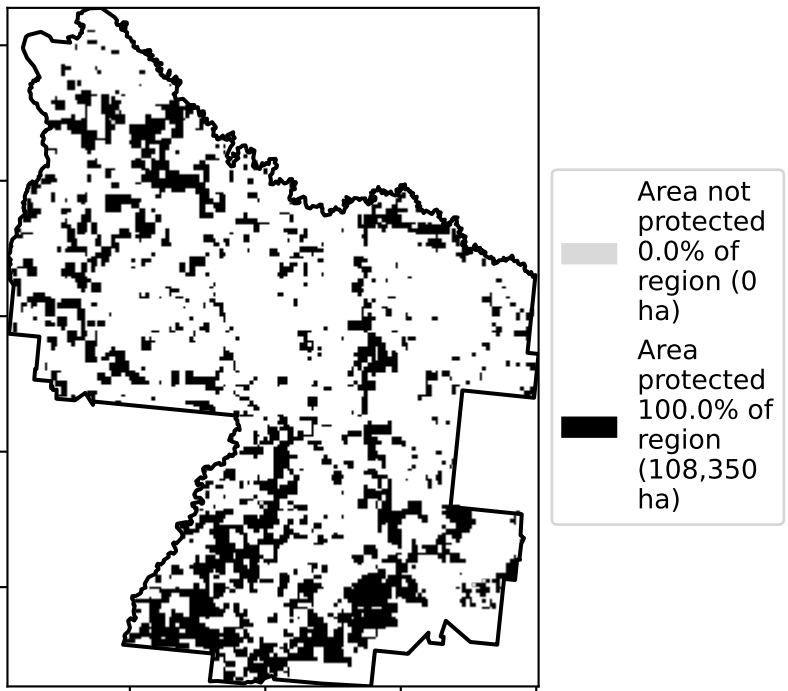 Area not
protected
0.0% of
region (0
ha)
Area
protected
100.0% of
region
(108,350
ha)